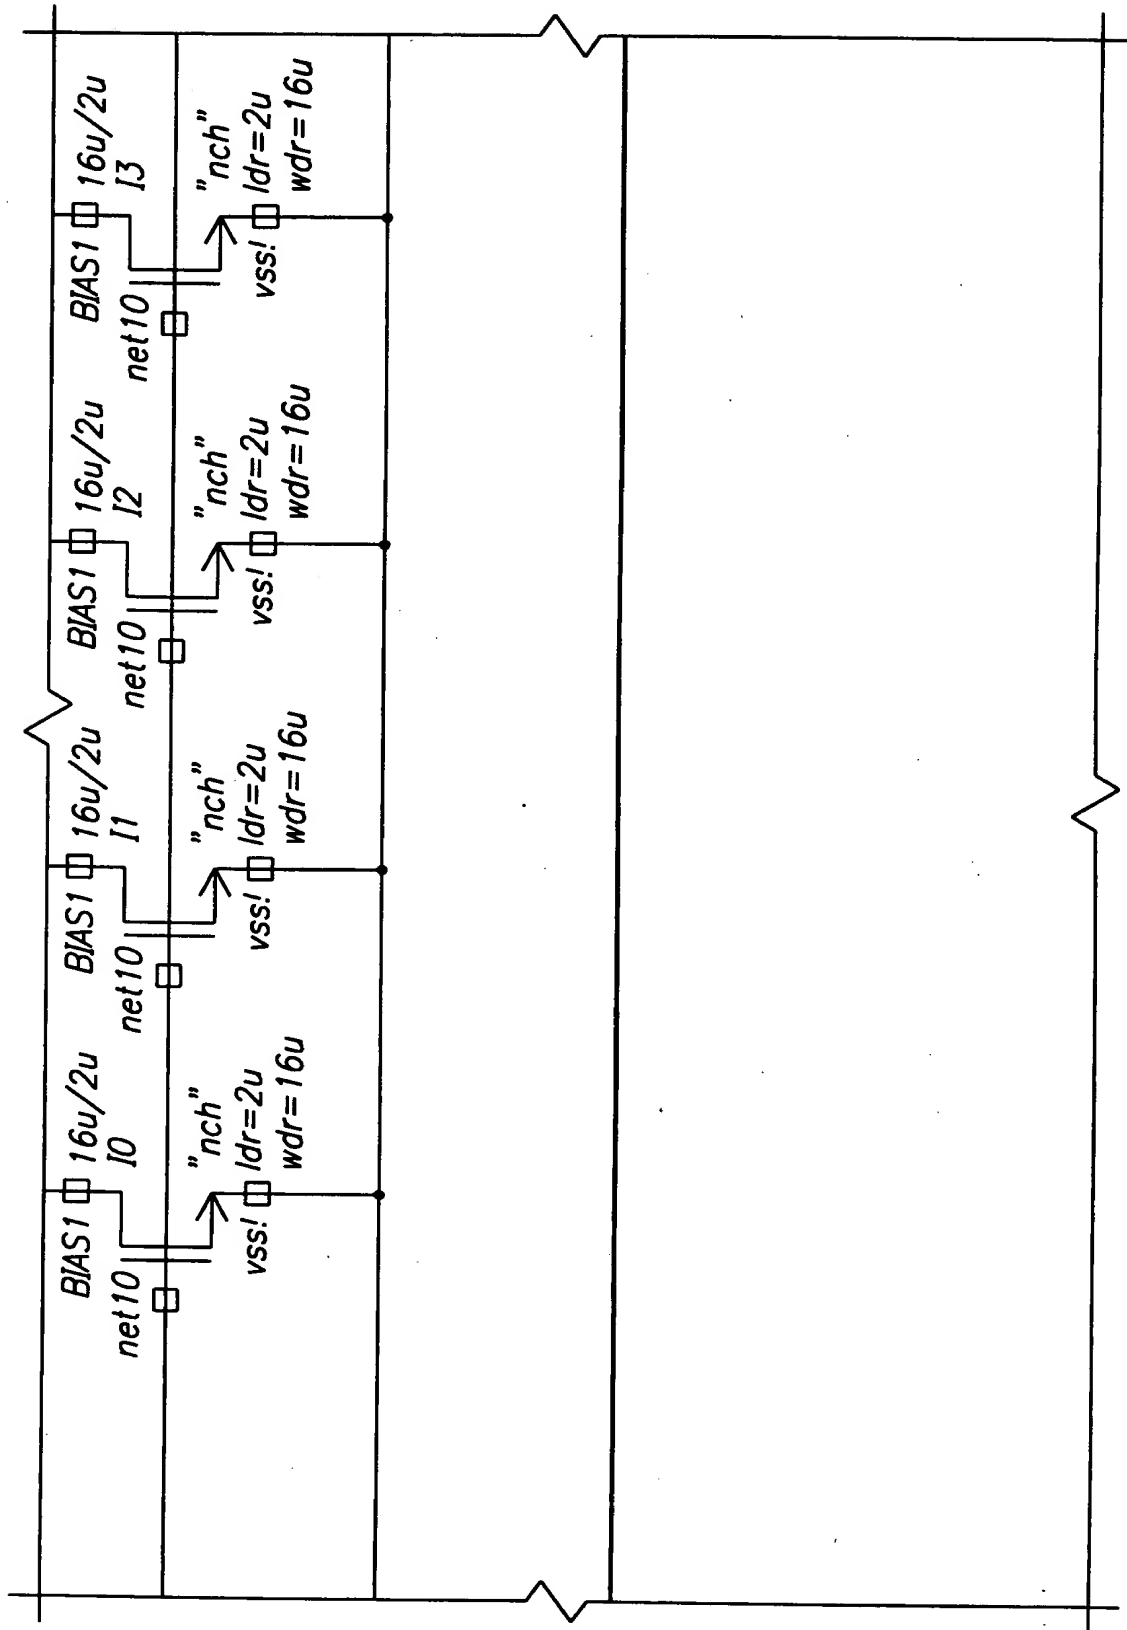 BIAS1 16u/2u
I0
net10
"nch"
vss! ldr=2u
wdr=16u
BIAS1 16u/2u
I1
net10
"nch"
vss! ldr=2u
wdr=16u
BIAS1 16u/2u
I2
net10
"nch"
vss! ldr=2u
wdr=16u
BIAS1 16u/2u
I3
net10
"nch"
vss! ldr=2u
wdr=16u